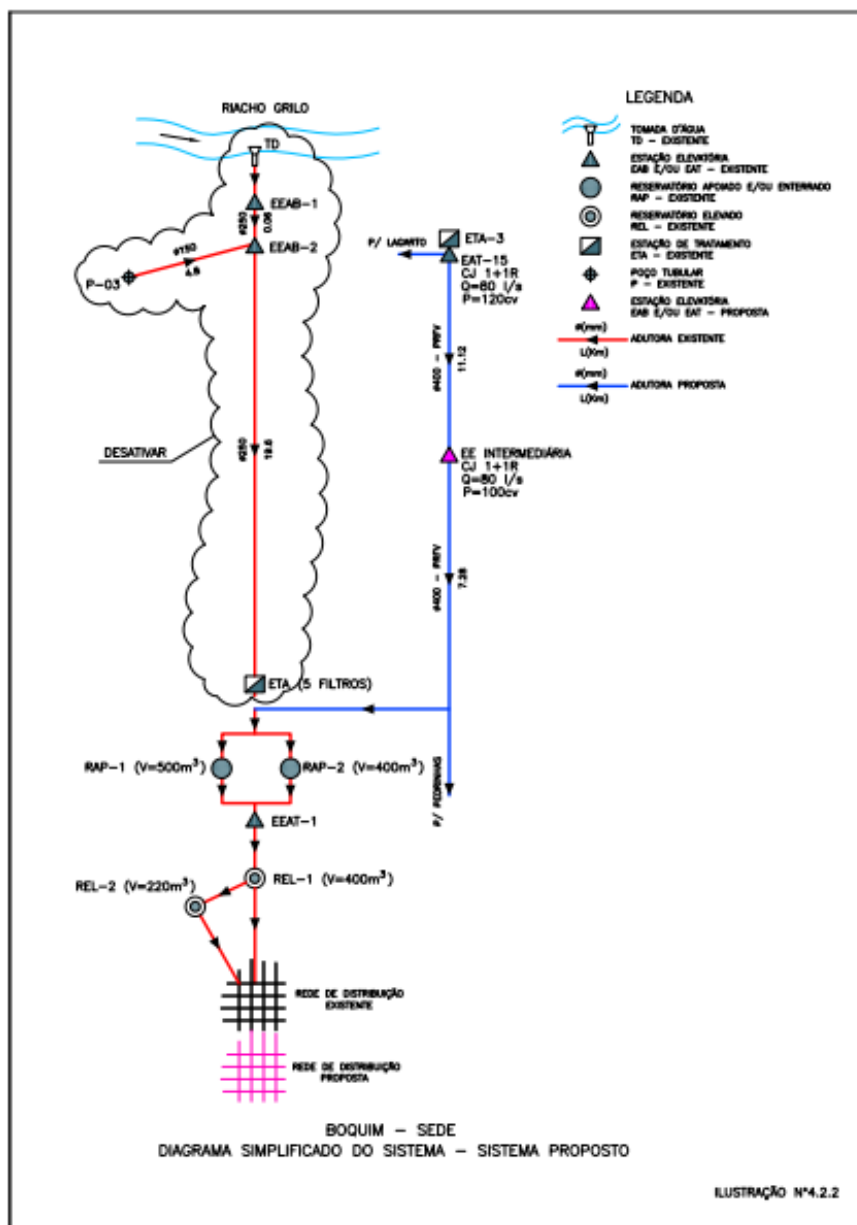 RIACHO GRILO
TD
EEAB-1
ø250
0.06
EEAB-2
ø750
4.8
P-03
ø250
19.6
DESATIVAR
ETA (5 FILTROS)
P/ LAGARTO
ETA-3
EAT-15
CJ 1+1R
Q=80 l/s
P=120cv
ø400 - PRFV
11.12
EE INTERMEDIÁRIA
CJ 1+1R
Q=80 l/s
P=100cv
ø400 - PRFV
7.28
P/ PEDRINHAS
RAP-1 (V=500m³)
RAP-2 (V=400m³)
EEAT-1
REL-2 (V=220m³)
REL-1 (V=400m³)
REDE DE DISTRIBUIÇÃO
EXISTENTE
REDE DE DISTRIBUIÇÃO
PROPOSTA
LEGENDA
TOMADA D'ÁGUA
TD - EXISTENTE
ESTAÇÃO ELEVATÓRIA
EAB E/OU EAT - EXISTENTE
RESERVATÓRIO APOIADO E/OU ENTERRADO
RAP - EXISTENTE
RESERVATÓRIO ELEVADO
REL - EXISTENTE
ESTAÇÃO DE TRATAMENTO
ETA - EXISTENTE
POÇO TUBULAR
P - EXISTENTE
ESTAÇÃO ELEVATÓRIA
EAB E/OU EAT - PROPOSTA
ø(mm)
L(Km)
ADUTORA EXISTENTE
ø(mm)
L(Km)
ADUTORA PROPOSTA
BOQUIM - SEDE
DIAGRAMA SIMPLIFICADO DO SISTEMA - SISTEMA PROPOSTO
ILUSTRAÇÃO N°4.2.2